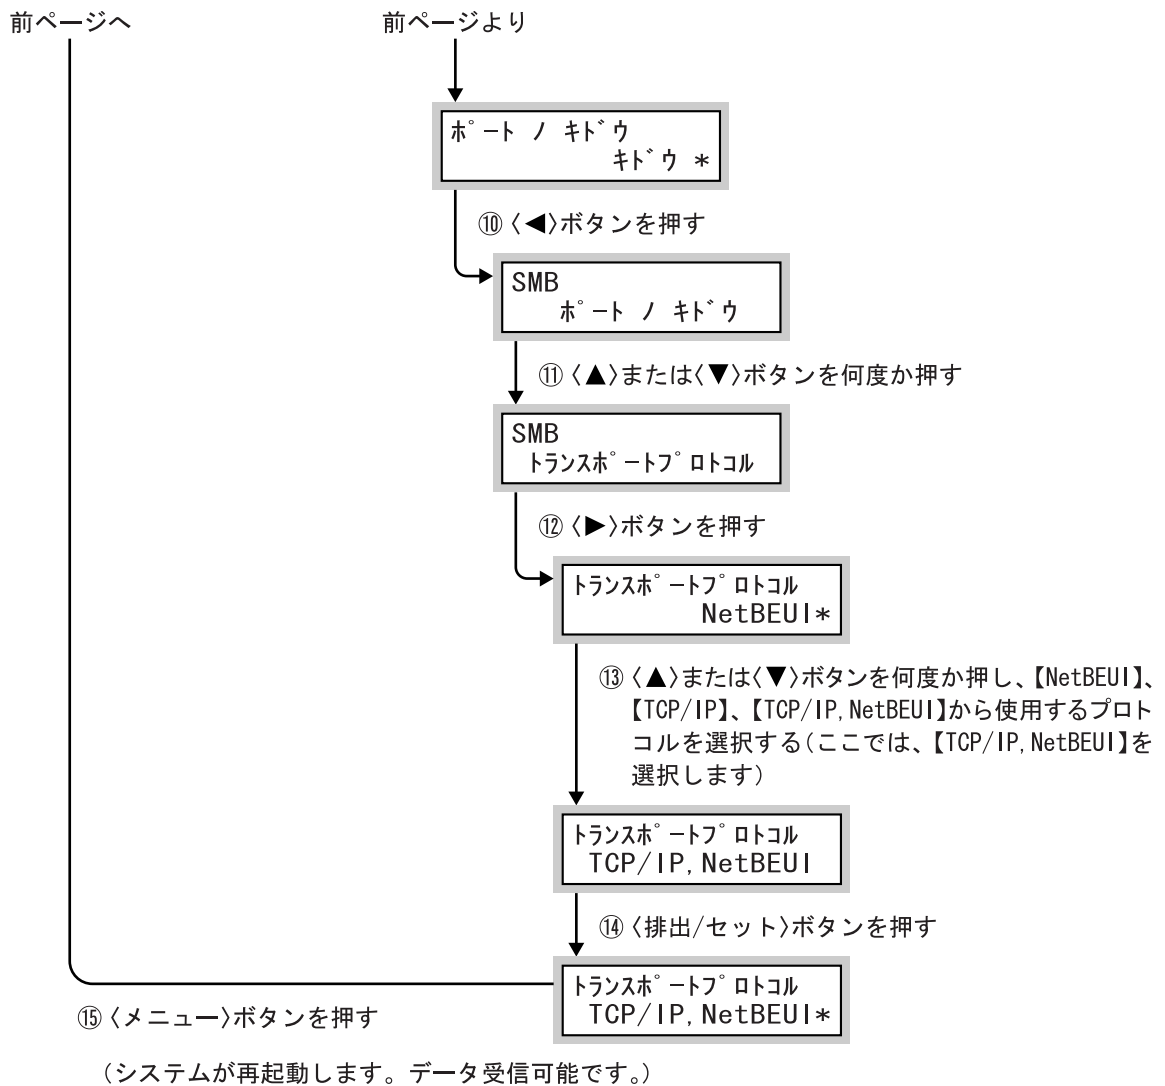 前ページへ
前ページより
ﾎﾟｰﾄ ﾉ ｷﾄﾞｳ
ｷﾄﾞｳ *
⑩〈◀〉ボタンを押す
SMB
ﾎﾟｰﾄ ﾉ ｷﾄﾞｳ
⑪〈▲〉または〈▼〉ボタンを何度か押す
SMB
ﾄﾗﾝｽﾎﾟｰﾄﾌﾟﾛﾄｺﾙ
⑫〈▶〉ボタンを押す
ﾄﾗﾝｽﾎﾟｰﾄﾌﾟﾛﾄｺﾙ
NetBEUI*
⑬〈▲〉または〈▼〉ボタンを何度か押し、【NetBEUI】、
【TCP/IP】、【TCP/IP,NetBEUI】から使用するプロト
コルを選択する（ここでは、【TCP/IP,NetBEUI】を
選択します）
ﾄﾗﾝｽﾎﾟｰﾄﾌﾟﾛﾄｺﾙ
TCP/IP,NetBEUI
⑭〈排出/セット〉ボタンを押す
ﾄﾗﾝｽﾎﾟｰﾄﾌﾟﾛﾄｺﾙ
TCP/IP,NetBEUI*
⑮〈メニュー〉ボタンを押す
（システムが再起動します。データ受信可能です。）